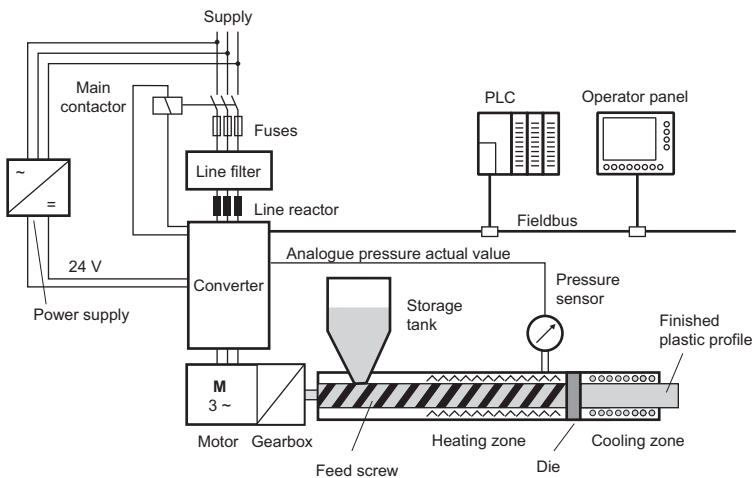 Supply
Main
contactor
PLC
Operator panel
Fuses
Line filter
~
=
Line reactor
Fieldbus
24 V
Analogue pressure actual value
Converter
Pressure
sensor
Power supply
Storage
tank
Finished
plastic profile
M
3 ~
Motor
Gearbox
Heating zone
Cooling zone
Feed screw
Die